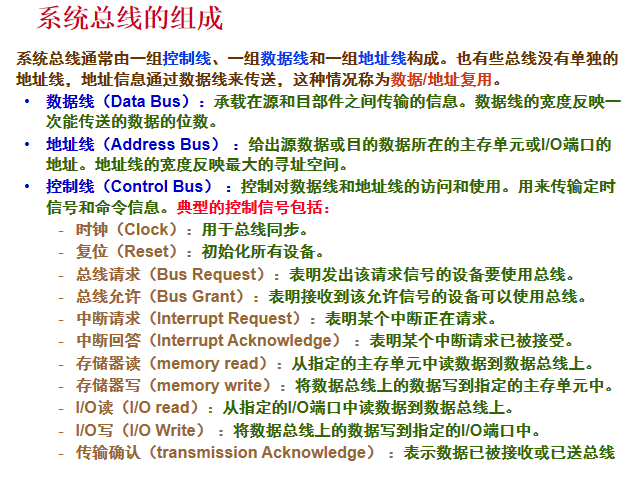 系统总线的组成
系统总线通常由一组控制线、一组数据线和一组地址线构成。也有些总线没有单独的
地址线，地址信息通过数据线来传送，这种情况称为数据/地址复用。
• 数据线（Data Bus）：承载在源和目部件之间传输的信息。数据线的宽度反映一
次能传送的数据的位数。
• 地址线（Address Bus）：给出源数据或目的数据所在的主存单元或I/O端口的
地址。地址线的宽度反映最大的寻址空间。
• 控制线（Control Bus）：控制对数据线和地址线的访问和使用。用来传输定时
信号和命令信息。典型的控制信号包括：
- 时钟（Clock）：用于总线同步。
- 复位（Reset）：初始化所有设备。
- 总线请求（Bus Request）：表明发出该请求信号的设备要使用总线。
- 总线允许（Bus Grant）：表明接收到该允许信号的设备可以使用总线。
- 中断请求（Interrupt Request）：表明某个中断正在请求。
- 中断回答（Interrupt Acknowledge）：表明某个中断请求已被接受。
- 存储器读（memory read）：从指定的主存单元中读数据到数据总线上。
- 存储器写（memory write）：将数据总线上的数据写到指定的主存单元中。
- I/O读（I/O read）：从指定的I/O端口中读数据到数据总线上。
- I/O写（I/O Write）：将数据总线上的数据写到指定的I/O端口中。
- 传输确认（transmission Acknowledge）：表示数据已被接收或已送总线